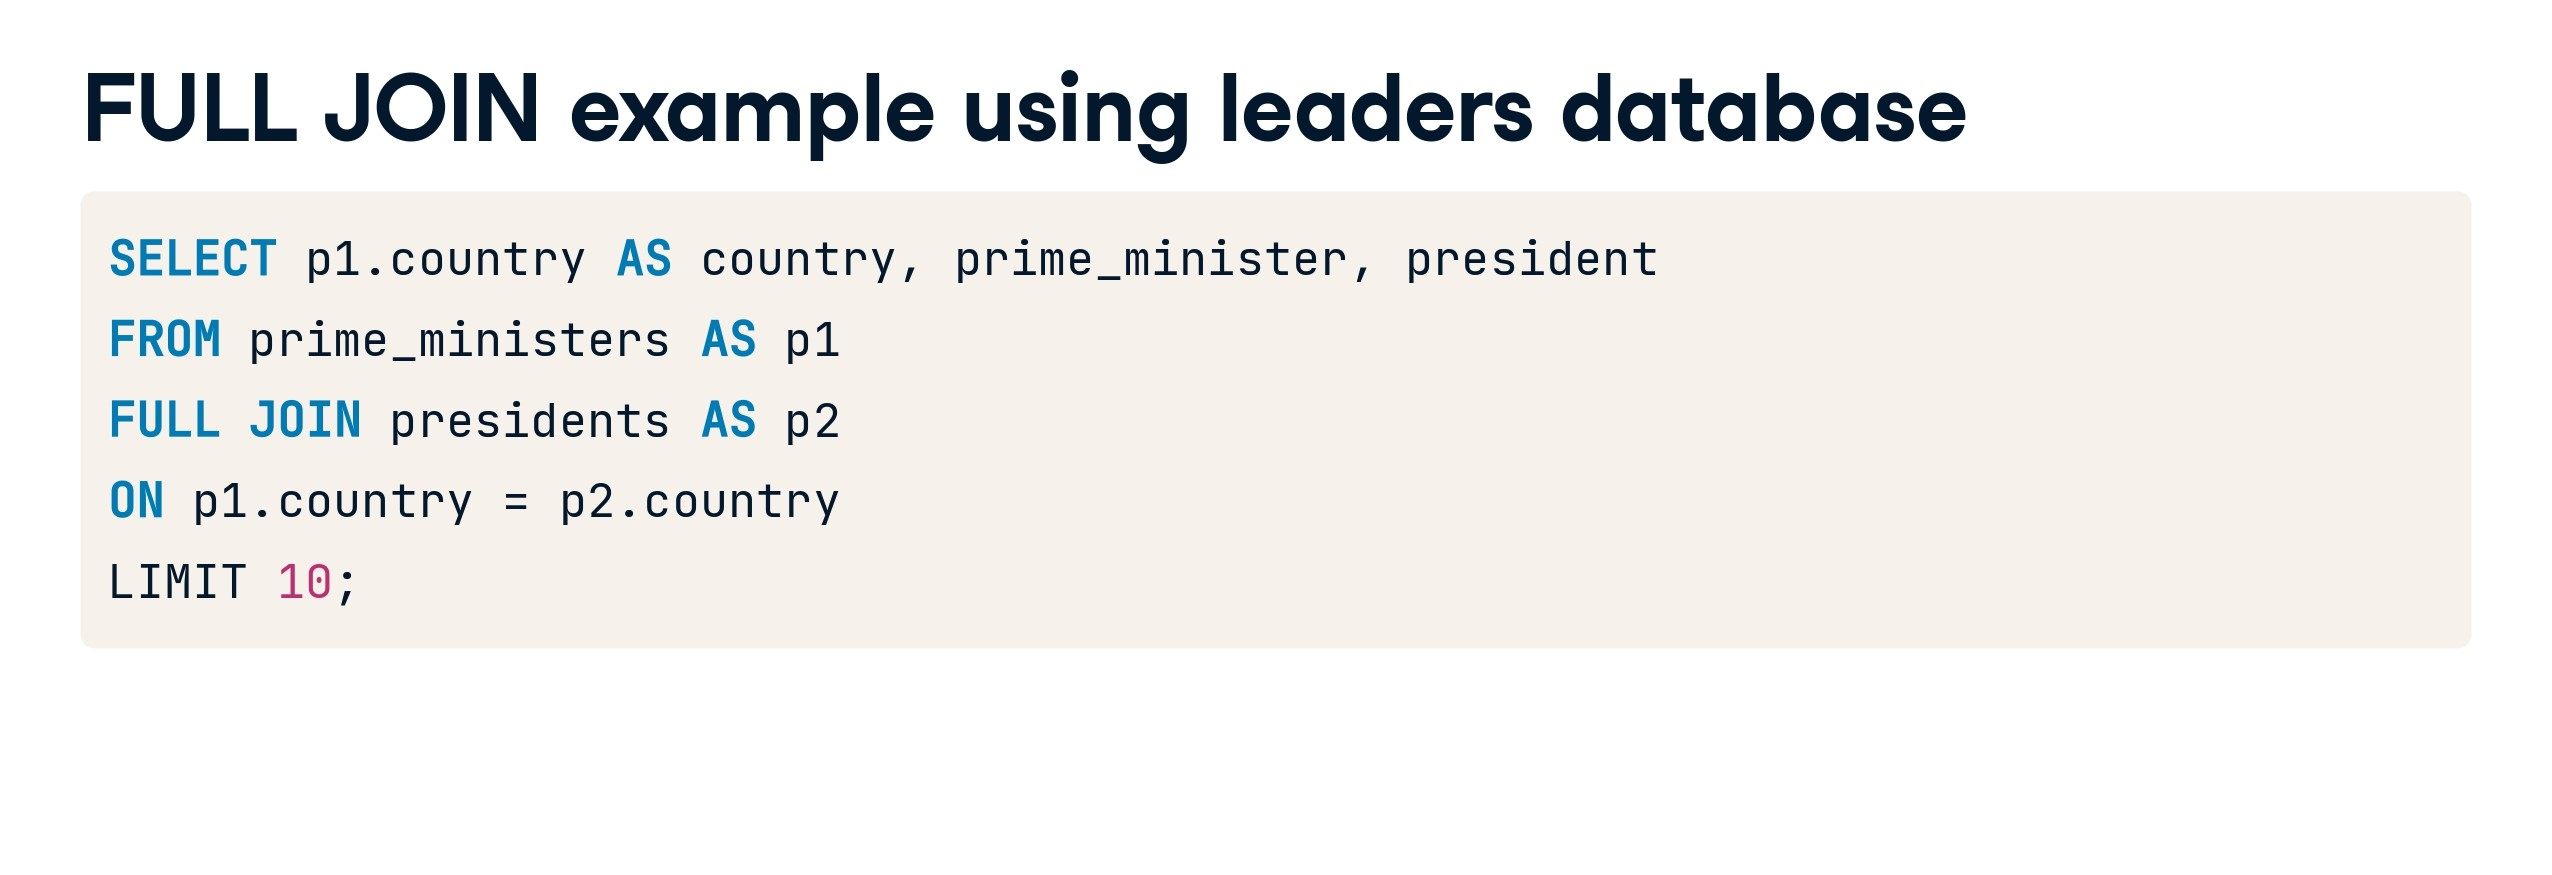 FULL JOIN example using leaders database
SELECT p1.country AS country, prime_minister, president
FROM prime_ministers AS p1
FULL JOIN presidents AS p2
ON p1.country = p2.country
LIMIT 10;